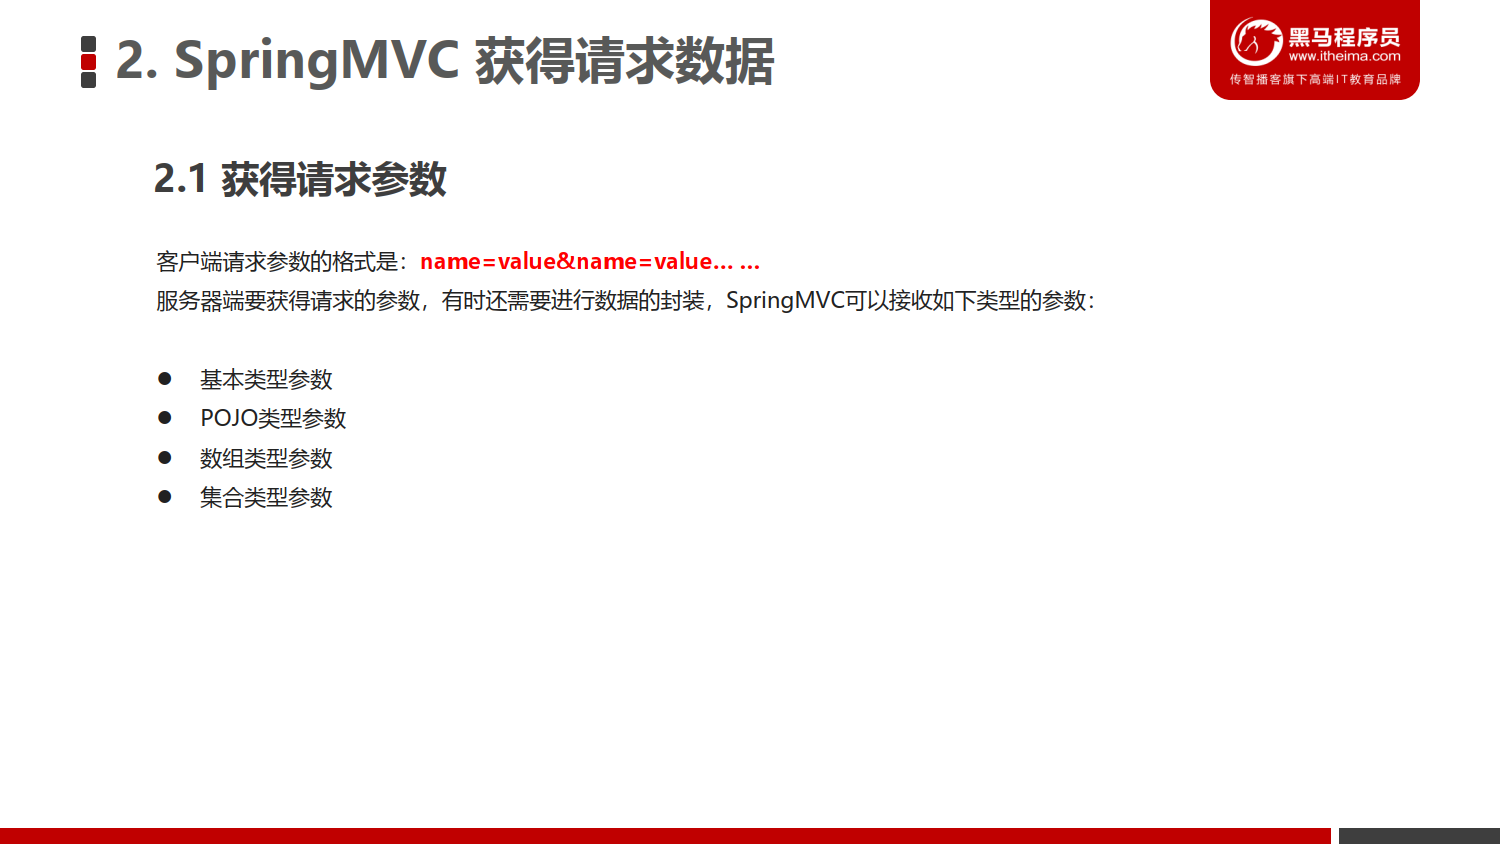 2. SpringMVC 获得请求数据
黑马程序员
www.itheima.com
传智播客旗下高端IT教育品牌
2.1 获得请求参数
客户端请求参数的格式是：name=value&name=value… …
服务器端要获得请求的参数，有时还需要进行数据的封装，SpringMVC可以接收如下类型的参数：
● 基本类型参数
● POJO类型参数
● 数组类型参数
● 集合类型参数